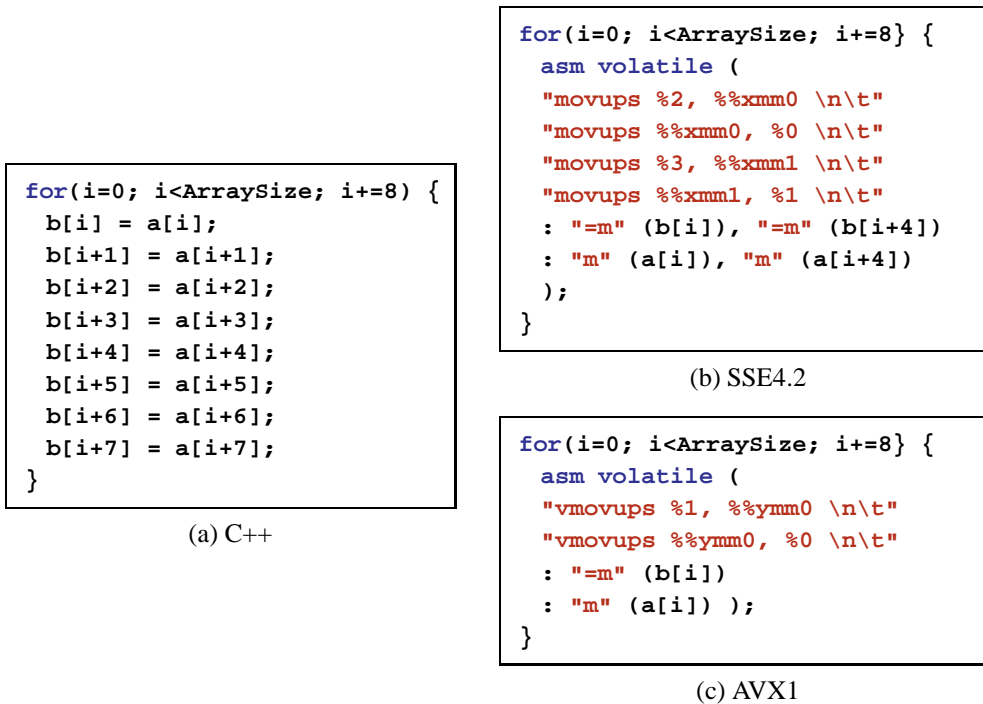 for(i=0; i<ArraySize; i+=8) {
b[i] = a[i];
b[i+1] = a[i+1];
b[i+2] = a[i+2];
b[i+3] = a[i+3];
b[i+4] = a[i+4];
b[i+5] = a[i+5];
b[i+6] = a[i+6];
b[i+7] = a[i+7];
}
(a) C++
for(i=0; i<ArraySize; i+=8} {
asm volatile (
"movups %2, %%xmm0 \n\t"
"movups %%xmm0, %0 \n\t"
"movups %3, %%xmm1 \n\t"
"movups %%xmm1, %1 \n\t"
: "=m" (b[i]), "=m" (b[i+4])
: "m" (a[i]), "m" (a[i+4])
);
}
(b) SSE4.2
for(i=0; i<ArraySize; i+=8} {
asm volatile (
"vmovups %1, %%ymm0 \n\t"
"vmovups %%ymm0, %0 \n\t"
: "=m" (b[i])
: "m" (a[i]) );
}
(c) AVX1